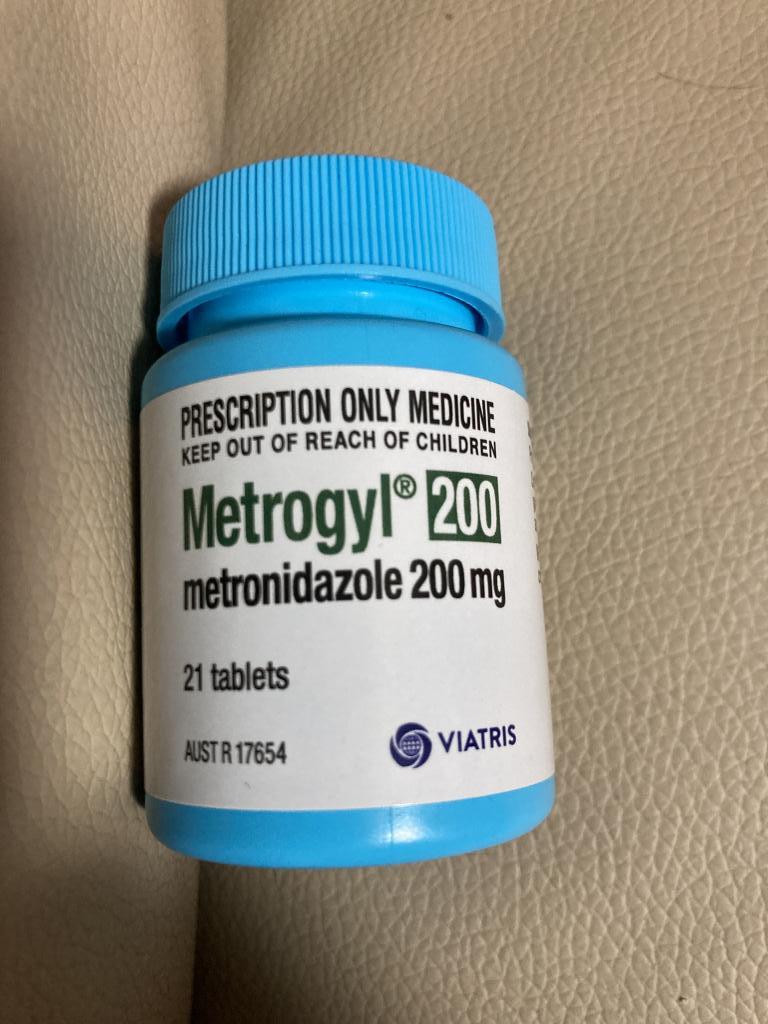 PRESCRIPTION ONLY MEDICINE
KEEP OUT OF REACH OF CHILDREN
Metrogyl® 200
metronidazole 200 mg
21 tablets
AUST R 17654
VIATRIS